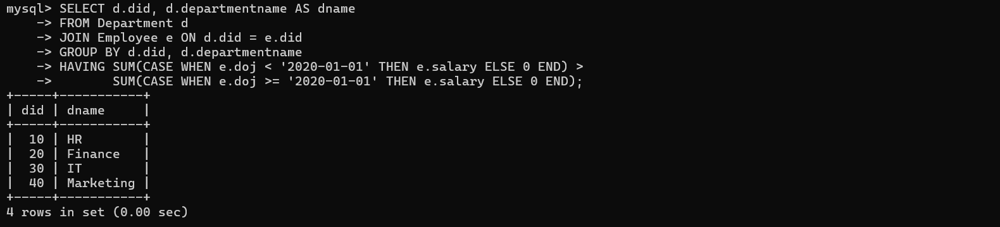 mysql> SELECT d.did, d.departmentname AS dname
    -> FROM Department d
    -> JOIN Employee e ON d.did = e.did
    -> GROUP BY d.did, d.departmentname
    -> HAVING SUM(CASE WHEN e.doj < '2020-01-01' THEN e.salary ELSE 0 END) >
    ->        SUM(CASE WHEN e.doj >= '2020-01-01' THEN e.salary ELSE 0 END);
+-----+-----------+
| did | dname     |
+-----+-----------+
|  10 | HR        |
|  20 | Finance   |
|  30 | IT        |
|  40 | Marketing |
+-----+-----------+
4 rows in set (0.00 sec)